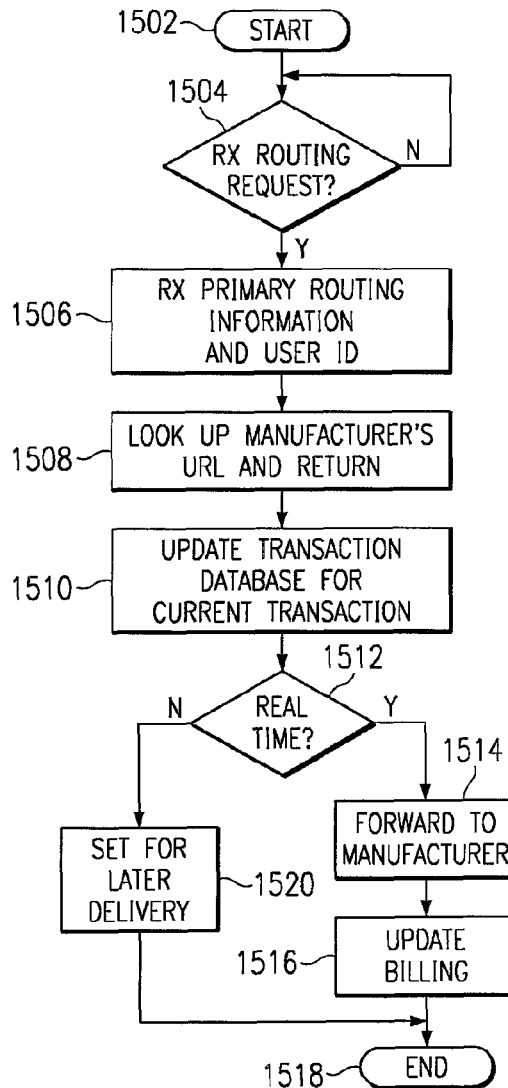 1502
START
1504
RX ROUTING
REQUEST?
N
Y
1506
RX PRIMARY ROUTING
INFORMATION
AND USER ID
1508
LOOK UP MANUFACTURER'S
URL AND RETURN
1510
UPDATE TRANSACTION
DATABASE FOR
CURRENT TRANSACTION
1512
N
REAL
TIME?
Y
1514
FORWARD TO
MANUFACTURER
SET FOR
LATER
DELIVERY
1520
1516
UPDATE
BILLING
1518
END